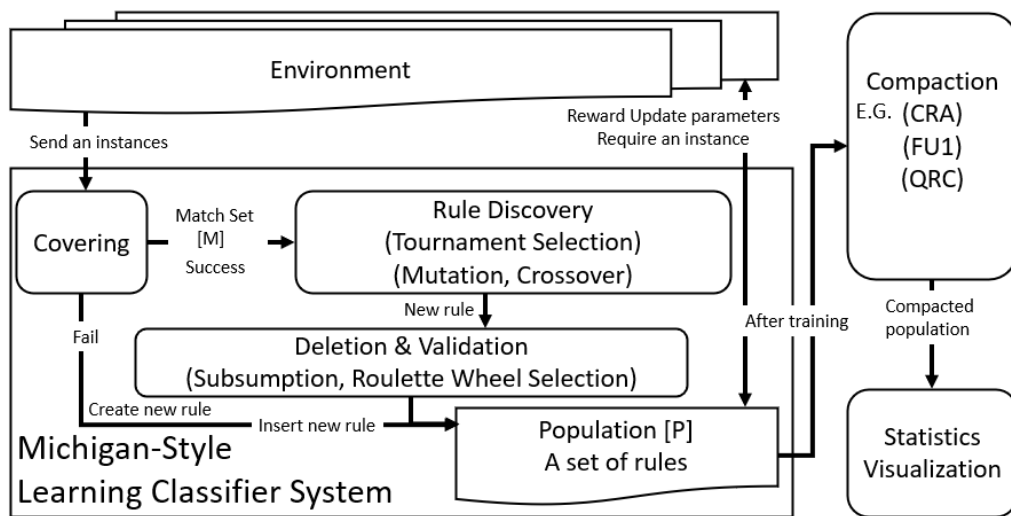 Environment
Send an instances
Reward Update parameters
Require an instance
Compaction
E.G. (CRA)
(FU1)
(QRC)
Covering
Match Set
[M]
Success
Rule Discovery
(Tournament Selection)
(Mutation, Crossover)
Fail
New rule
After training
Compacted
population
Deletion & Validation
(Subsumption, Roulette Wheel Selection)
Create new rule
Insert new rule
Population [P]
A set of rules
Statistics
Visualization
Michigan-Style
Learning Classifier System